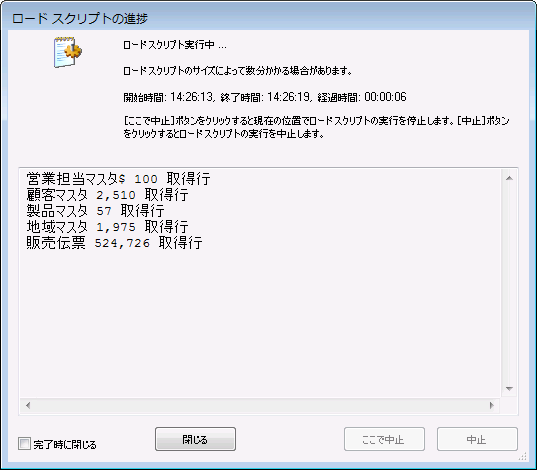 ロード スクリプトの進捗
ロードスクリプト実行中 ...
ロードスクリプトのサイズによって数分かかる場合があります。
開始時間: 14:26:13, 終了時間: 14:26:19, 経過時間: 00:00:06
[ここで中止]ボタンをクリックすると現在の位置でロードスクリプトの実行を停止します。[中止]ボタン
をクリックするとロードスクリプトの実行を中止します。
営業担当マスタ$ 100 取得行
顧客マスタ 2,510 取得行
製品マスタ 57 取得行
地域マスタ 1,975 取得行
販売伝票 524,726 取得行
完了時に閉じる
閉じる
ここで中止
中止